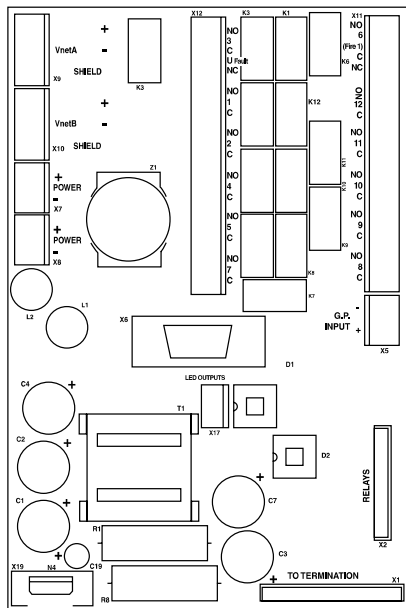 X12
K3
K1
X11
NO
3
C
U
NC
Fault
NO
6
(Fire 1)
C
NC
K6
VnetA
+
-
SHIELD
X9
K3
VnetB
+
-
SHIELD
X10
NO
1
C
K12
NO
12
C
NO
2
C
NO
11
C
K11
+
POWER
-
X7
Z1
NO
4
C
K10
NO
10
C
+
POWER
-
X8
NO
5
C
K9
NO
9
C
NO
7
C
K8
NO
8
C
K7
L2
L1
X6
D1
-
G.P.
INPUT
+
X5
LED OUTPUTS
X17
C4
+
T1
C2
+
D2
C1
+
RELAYS
X2
+
C7
R1
+
C19
C3
+
X19
N4
R8
TO TERMINATION
X1